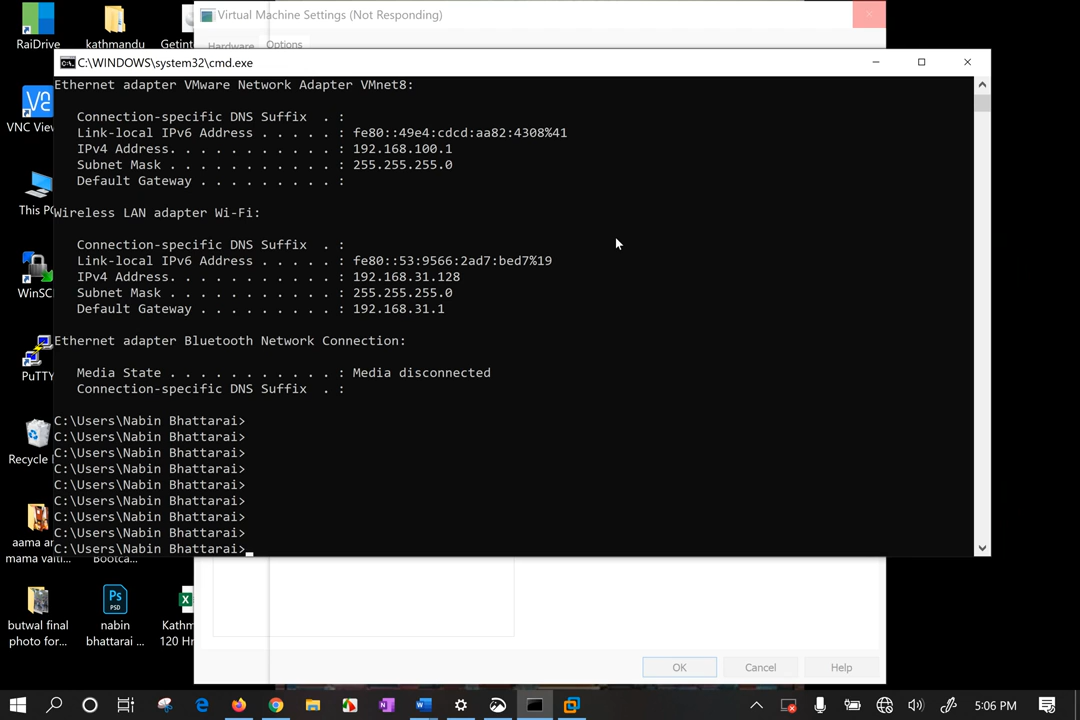 Virtual Machine Settings (Not Responding)
Hardware Options
C:\WINDOWS\system32\cmd.exe
Ethernet adapter VMware Network Adapter VMnet8:
Connection-specific DNS Suffix . :
Link-local IPv6 Address . . . . . : fe80::49e4:cdcd:aa82:4308%41
IPv4 Address. . . . . . . . . . . : 192.168.100.1
Subnet Mask . . . . . . . . . . . : 255.255.255.0
Default Gateway . . . . . . . . . :
Wireless LAN adapter Wi-Fi:
Connection-specific DNS Suffix . :
Link-local IPv6 Address . . . . . : fe80::53:9566:2ad7:bed7%19
IPv4 Address. . . . . . . . . . . : 192.168.31.128
Subnet Mask . . . . . . . . . . . : 255.255.255.0
Default Gateway . . . . . . . . . : 192.168.31.1
Ethernet adapter Bluetooth Network Connection:
Media State . . . . . . . . . . . : Media disconnected
Connection-specific DNS Suffix . :
C:\Users\Nabin Bhattarai>
C:\Users\Nabin Bhattarai>
C:\Users\Nabin Bhattarai>
C:\Users\Nabin Bhattarai>
C:\Users\Nabin Bhattarai>
C:\Users\Nabin Bhattarai>
C:\Users\Nabin Bhattarai>
C:\Users\Nabin Bhattarai>
C:\Users\Nabin Bhattarai>
RaiDrive
kathmandu
Getint
VNC View
This PC
WinSC
PuTTY
Recycle
aama an
mama vaiti...
Bootca...
butwal final
photo for...
Ps
PSD
nabin
bhattarai ...
Kathm
120 Hr
OK
Cancel
Help
5:06 PM